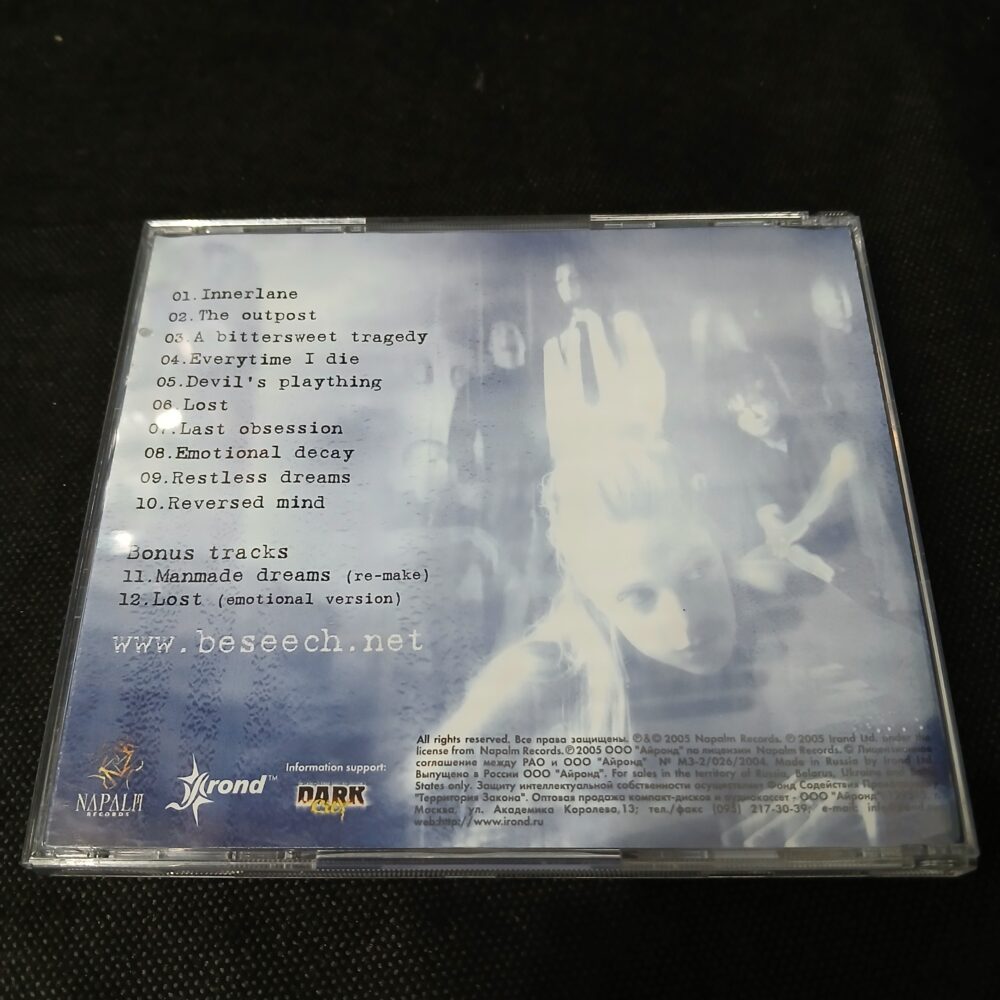 01.Innerlane
02.The outpost
03.A bittersweet tragedy
04.Everytime I die
05.Devil's plaything
06.Lost
07.Last obsession
08.Emotional decay
09.Restless dreams
10.Reversed mind
Bonus tracks
11.Manmade dreams (re-make)
12.Lost (emotional version)
www.beseech.net
NAPALM
RECORDS
Irond™
Information support:
DARK
City
All rights reserved. Все права защищены. ℗&© 2005 Napalm Records. ℗ 2005 Irond Ltd. under the
license from Napalm Records.℗2005 ООО "Айронд" по лицензии Napalm Records.© Лицензионное
соглашение между РАО и ООО "Айронд" № МЗ-2/026/2004. Made in Russia by Irond Ltd.
Выпущено в России ООО "Айронд". For sales in the territory of Russia, Belarus, Ukraine
States only. Защиту интеллектуальной собственности осуществляет Фонд Содействия
"Территория Закона". Оптовая продажа компакт-дисков и аудиокассет - ООО "Айронд"
Москва, ул. Академика Королева,13; тел./факс (095) 217-30-39; e-mail:
web:http://www.irond.ru